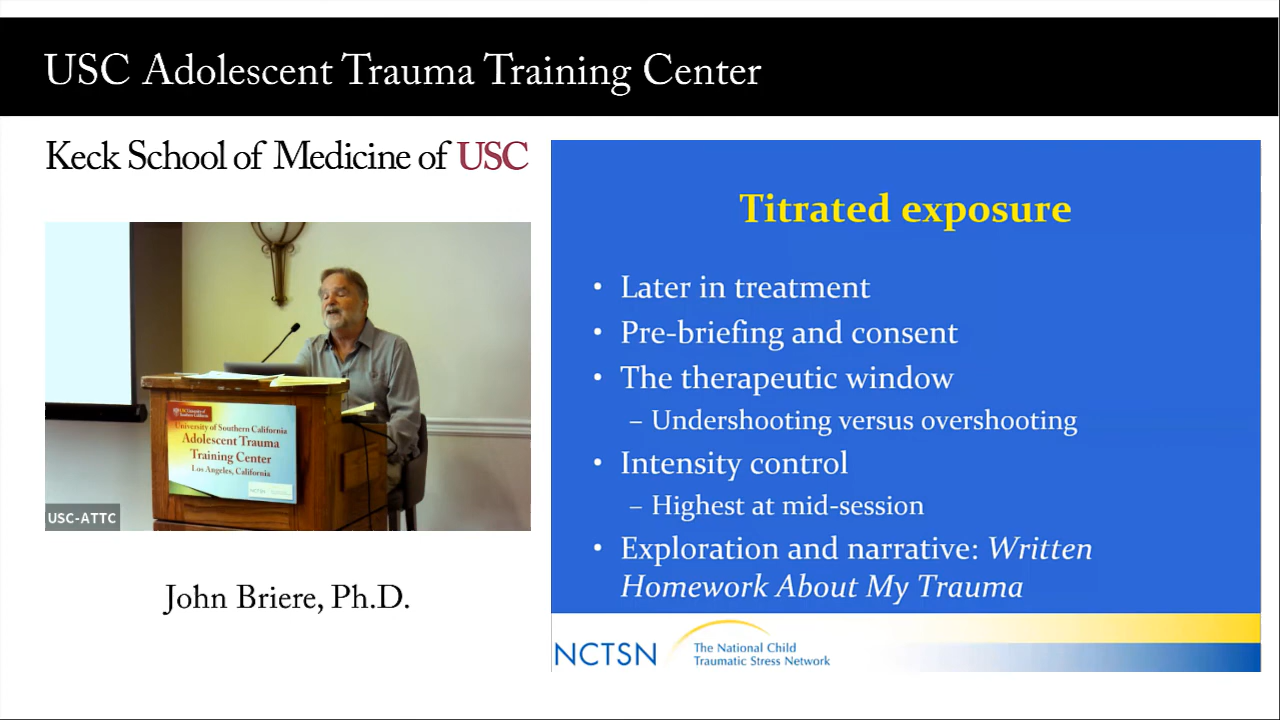 USC Adolescent Trauma Training Center
Keck School of Medicine of USC
University of Southern California
Adolescent Trauma
Training Center
Los Angeles, California
NCTSN
USC-ATTC
John Briere, Ph.D.
Titrated exposure
• Later in treatment
• Pre-briefing and consent
• The therapeutic window
– Undershooting versus overshooting
• Intensity control
– Highest at mid-session
• Exploration and narrative: Written
Homework About My Trauma
NCTSN
The National Child
Traumatic Stress Network